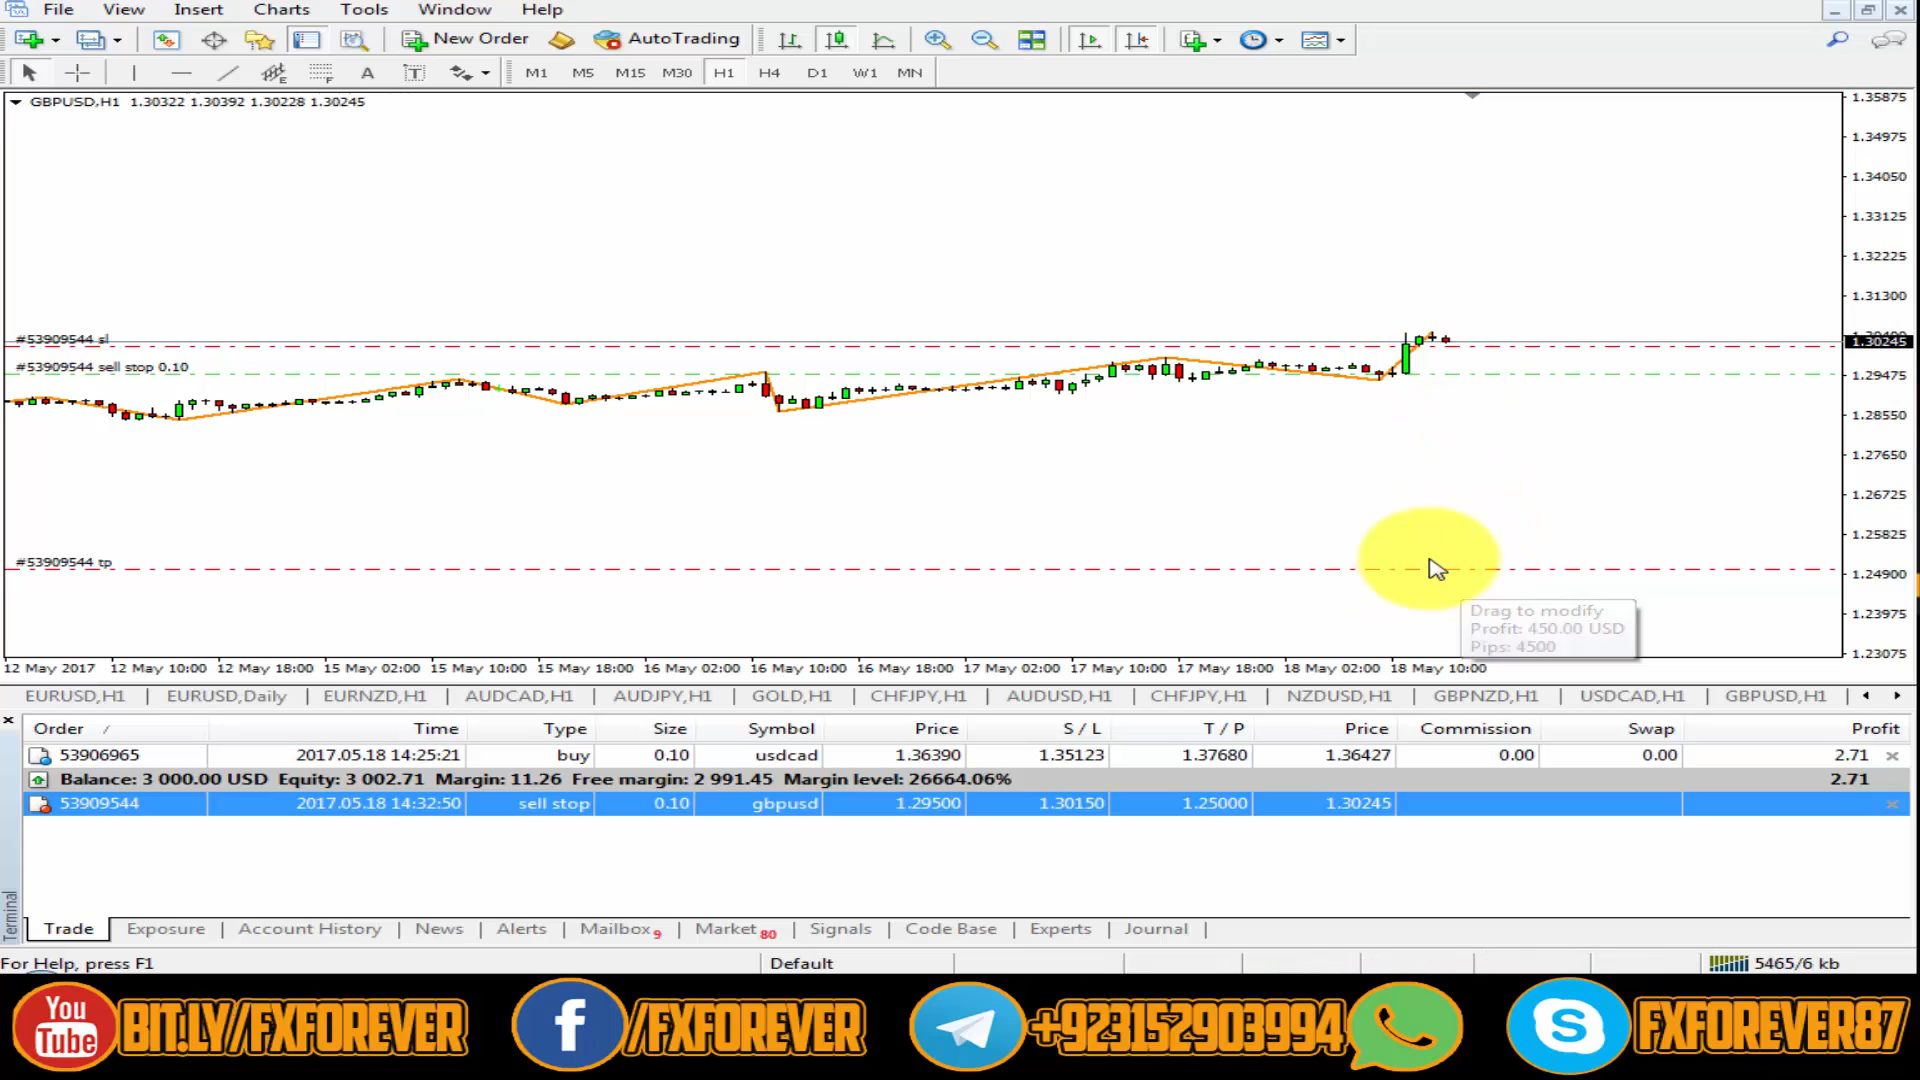 File View Insert Charts Tools Window Help
New Order AutoTrading
A T M1 M5 M15 M30 H1 H4 D1 W1 MN
GBPUSD,H1 1.30322 1.30392 1.30228 1.30245
1.35875
1.34975
1.34050
1.33125
1.32225
1.31300
#53909544 sl
1.30245
#53909544 sell stop 0.10
1.29475
1.28550
1.27650
1.26725
1.25825
#53909544 tp
1.24900
Drag to modify
Profit: 450.00 USD
Pips: 4500
1.23975
1.23075
12 May 2017 12 May 10:00 12 May 18:00 15 May 02:00 15 May 10:00 15 May 18:00 16 May 02:00 16 May 10:00 16 May 18:00 17 May 02:00 17 May 10:00 17 May 18:00 18 May 02:00 18 May 10:00
EURUSD,H1 | EURUSD,Daily | EURNZD,H1 | AUDCAD,H1 | AUDJPY,H1 | GOLD,H1 | CHFJPY,H1 | AUDUSD,H1 | CHFJPY,H1 | NZDUSD,H1 | GBPNZD,H1 | USDCAD,H1 | GBPUSD,H1
Order / Time Type Size Symbol Price S / L T / P Price Commission Swap Profit
53906965 2017.05.18 14:25:21 buy 0.10 usdcad 1.36390 1.35123 1.37680 1.36427 0.00 0.00 2.71
Balance: 3 000.00 USD Equity: 3 002.71 Margin: 11.26 Free margin: 2 991.45 Margin level: 26664.06% 2.71
53909544 2017.05.18 14:32:50 sell stop 0.10 gbpusd 1.29500 1.30150 1.25000 1.30245
Terminal
Trade Exposure | Account History | News | Alerts | Mailbox 9 | Market 80 | Signals | Code Base | Experts | Journal |
For Help, press F1 Default 5465/6 kb
You Tube BIT.LY/FXFOREVER f /FXFOREVER +923152903994 S FXFOREVER87